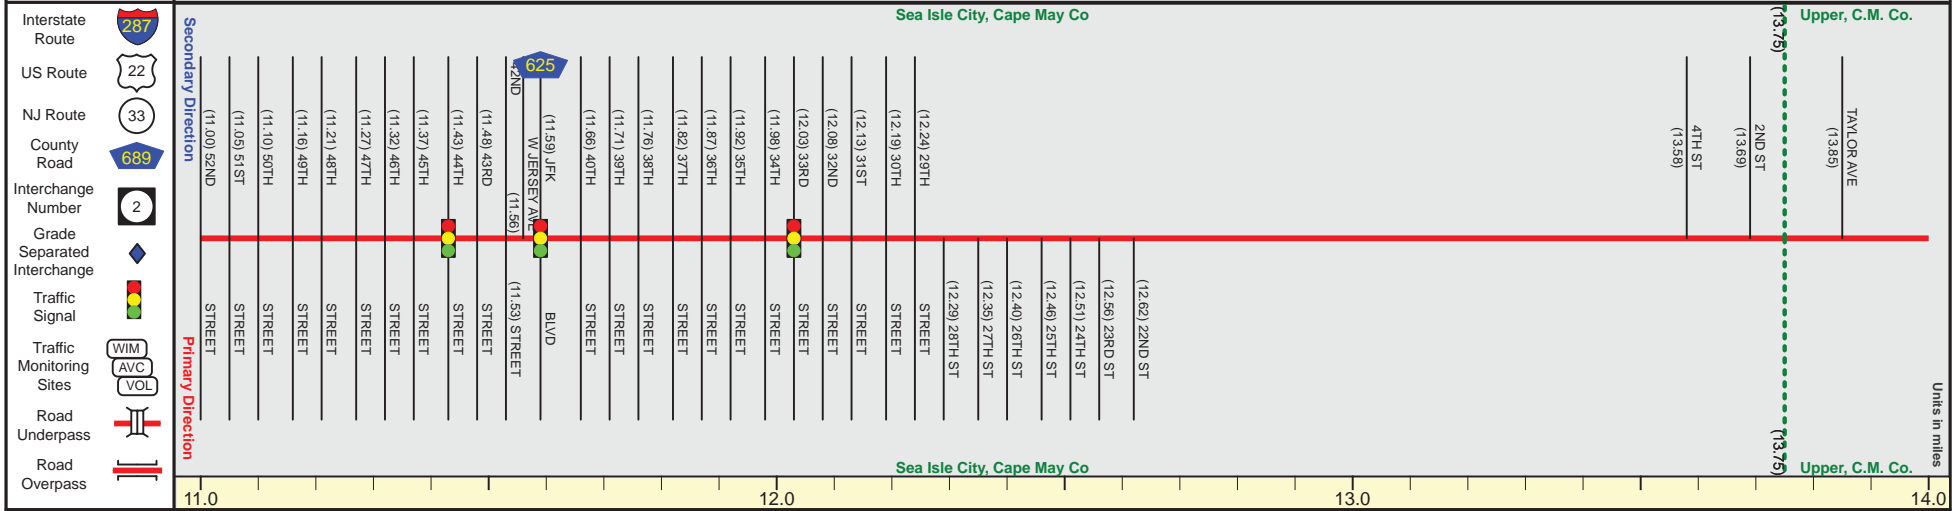 Interstate
Route
287
US Route
22
NJ Route
33
County
Road
689
Interchange
Number
2
Grade
Separated
Interchange
Traffic
Signal
Traffic
Monitoring
Sites
WIM
AVC
VOL
Road
Underpass
Road
Overpass
Secondary Direction
Primary Direction
Sea Isle City, Cape May Co
(13.75)
Upper, C.M. Co.
(11.00) 52ND STREET
(11.05) 51ST STREET
(11.10) 50TH STREET
(11.16) 49TH STREET
(11.21) 48TH STREET
(11.27) 47TH STREET
(11.32) 46TH STREET
(11.37) 45TH STREET
(11.43) 44TH STREET
(11.48) 43RD STREET
42ND
(11.53) STREET
(11.56)
W JERSEY AVE
625
(11.59) JFK BLVD
(11.66) 40TH STREET
(11.71) 39TH STREET
(11.76) 38TH STREET
(11.82) 37TH STREET
(11.87) 36TH STREET
(11.92) 35TH STREET
(11.98) 34TH STREET
(12.03) 33RD STREET
(12.08) 32ND STREET
(12.13) 31ST STREET
(12.19) 30TH STREET
(12.24) 29TH STREET
(12.29) 28TH ST
(12.35) 27TH ST
(12.40) 26TH ST
(12.46) 25TH ST
(12.51) 24TH ST
(12.56) 23RD ST
(12.62) 22ND ST
4TH ST
(13.58)
2ND ST
(13.69)
TAYLOR AVE
(13.85)
Units in miles
Sea Isle City, Cape May Co
(13.75)
Upper, C.M. Co.
11.0
12.0
13.0
14.0